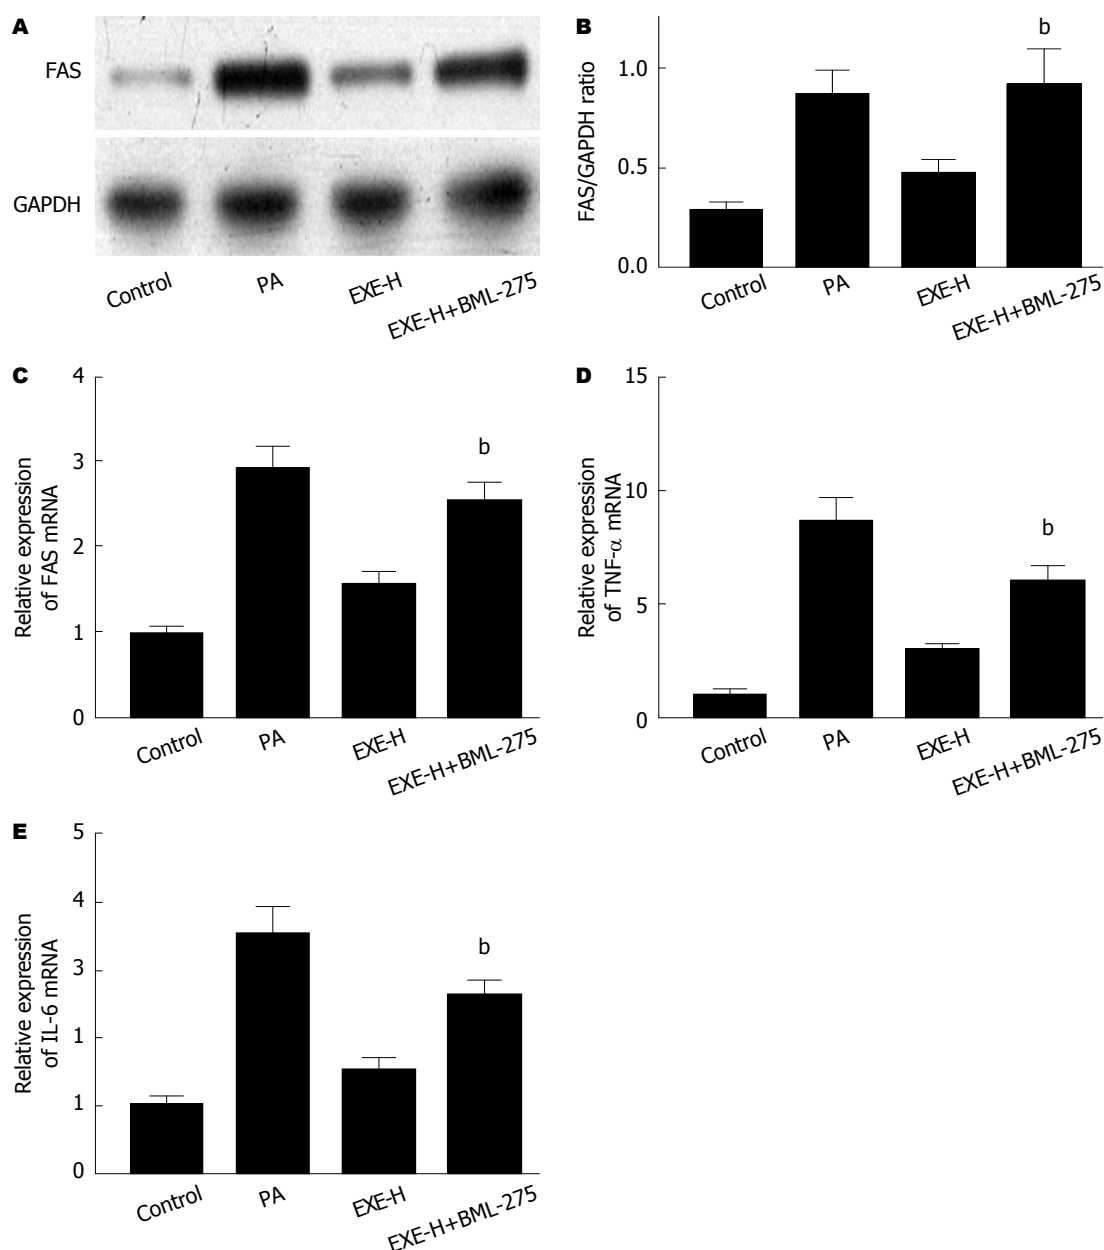 A
FAS
GAPDH
Control
PA
EXE-H
EXE-H+BML-275
B
FAS/GAPDH ratio
1.0
0.5
0.0
b
Control
PA
EXE-H
EXE-H+BML-275
C
Relative expression
of FAS mRNA
4
3
2
1
0
b
Control
PA
EXE-H
EXE-H+BML-275
D
Relative expression
of TNF-α mRNA
15
10
5
0
b
Control
PA
EXE-H
EXE-H+BML-275
E
Relative expression
of IL-6 mRNA
5
4
3
1
1
0
b
Control
PA
EXE-H
EXE-H+BML-275